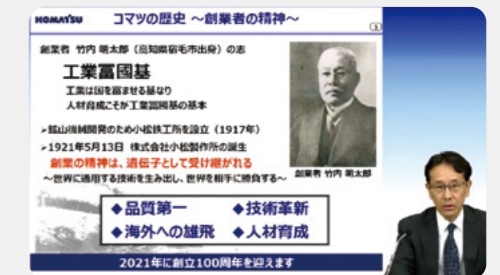 KOMATSU
コマツの歴史 ~創業者の精神~
5
創業者 竹内 明太郎（高知県宿毛市出身）の志
工業冨國基
工業は国を富ませる基なり
人材育成こそが工業冨國基の基本
➢鉱山機械開発のため小松鉄工所を設立（1917年）
➢1921年5月13日 株式会社小松製作所の誕生
創業の精神は、遺伝子として受け継がれる
～世界に通用する技術を生み出し、世界を相手に勝負する～
創業者 竹内 明太郎
◆品質第一 ◆技術革新
◆海外への雄飛 ◆人材育成
2021年に創立100周年を迎えます